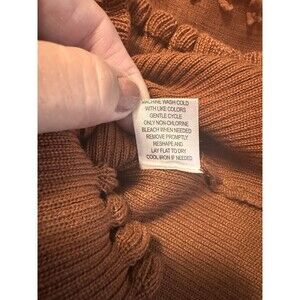 MACHINE WASH COLD
WITH LIKE COLORS
GENTLE CYCLE
ONLY NON-CHLORINE
BLEACH WHEN NEEDED
REMOVE PROMPTLY
RESHAPE AND
LAY FLAT TO DRY
COOL IRON IF NEEDED